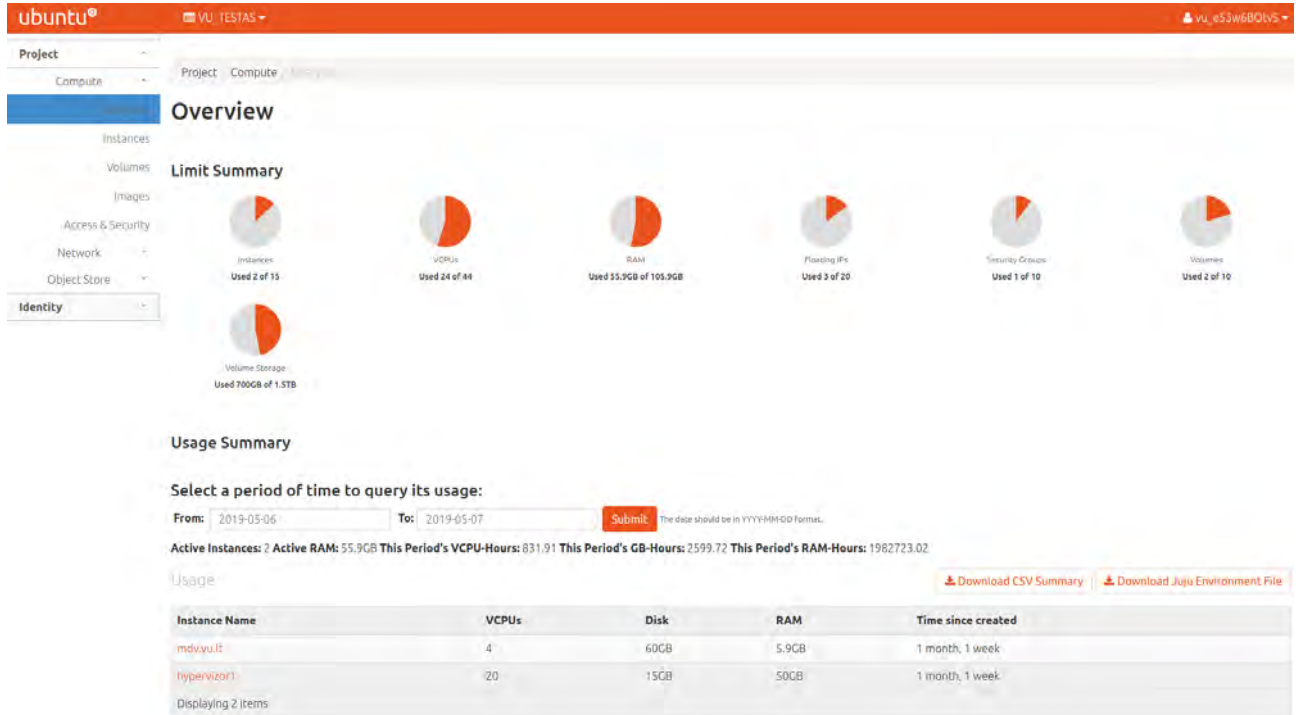 ubuntu®
VU_TESTAS
Project
Compute
Instances
Volumes
Images
Access & Security
Network
Object Store
Identity
Project
Compute
Overview
Limit Summary
Instances
Used 2 of 15
VCPUs
Used 24 of 44
RAM
Used 55.9GB of 105.9GB
Floating IPs
Used 3 of 20
Security Groups
Used 1 of 10
Volumes
Used 2 of 10
Volume Storage
Used 700GB of 1.5TB
Usage Summary
Select a period of time to query its usage:
From: 2019-05-06 To: 2019-05-07 Submit The date should be in YYYY-MM-DD format.
Active Instances: 2 Active RAM: 55.9GB This Period's VCPU-Hours: 831.91 This Period's GB-Hours: 2599.72 This Period's RAM-Hours: 1982723.02
Usage
Download CSV Summary
Download Juju Environment File
Instance Name VCPUs Disk RAM Time since created
mdv.vu.lt 4 60GB 5.9GB 1 month, 1 week
hypervizor1 20 15GB 50GB 1 month, 1 week
Displaying 2 items